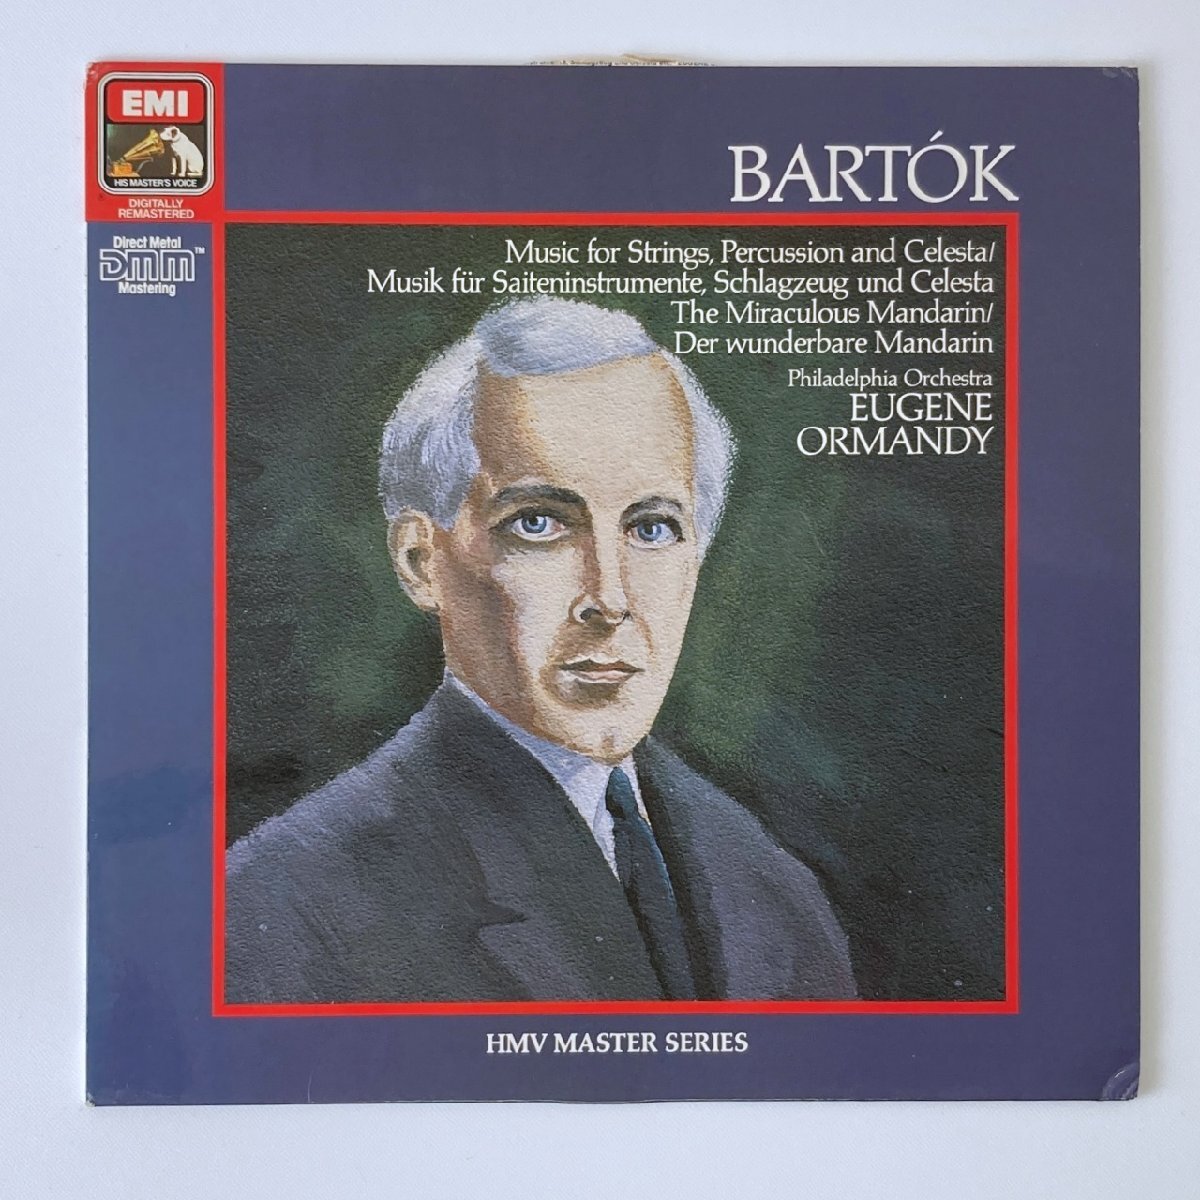 EMI
HIS MASTER'S VOICE
DIGITALLY
REMASTERED
Direct Metal
DMM™
Mastering
BARTÓK
Music for Strings, Percussion and Celesta/
Musik für Saiteninstrumente, Schlagzeug und Celesta
The Miraculous Mandarin/
Der wunderbare Mandarin
Philadelphia Orchestra
EUGENE
ORMANDY
HMV MASTER SERIES